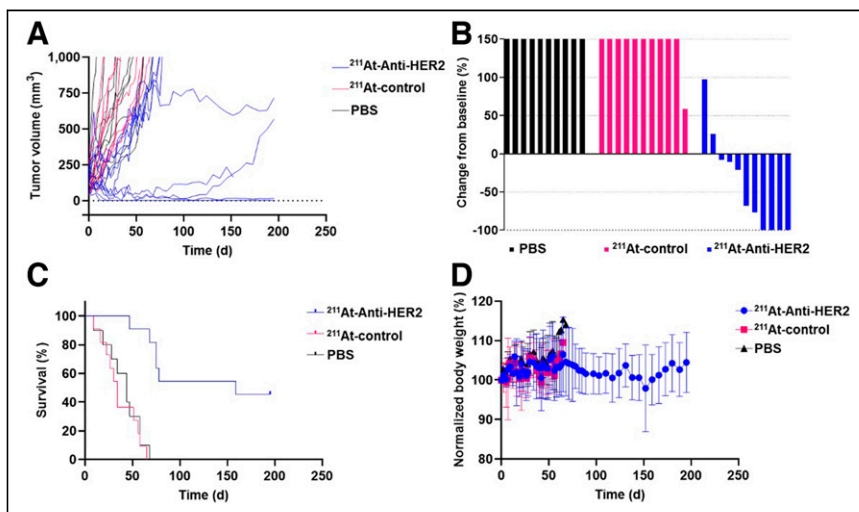 A
1,000
750
500
250
0
Tumor volume (mm³)
0 50 100 150 200 250
Time (d)
²¹¹At-Anti-HER2
²¹¹At-control
PBS
B
150
100
50
0
-50
-100
Change from baseline (%)
PBS ²¹¹At-control ²¹¹At-Anti-HER2
C
100
80
60
40
20
0
Survival (%)
0 50 100 150 200 250
Time (d)
²¹¹At-Anti-HER2
²¹¹At-control
PBS
D
120
110
100
90
80
Normalized body weight (%)
0 50 100 150 200 250
Time (d)
²¹¹At-Anti-HER2
²¹¹At-control
PBS